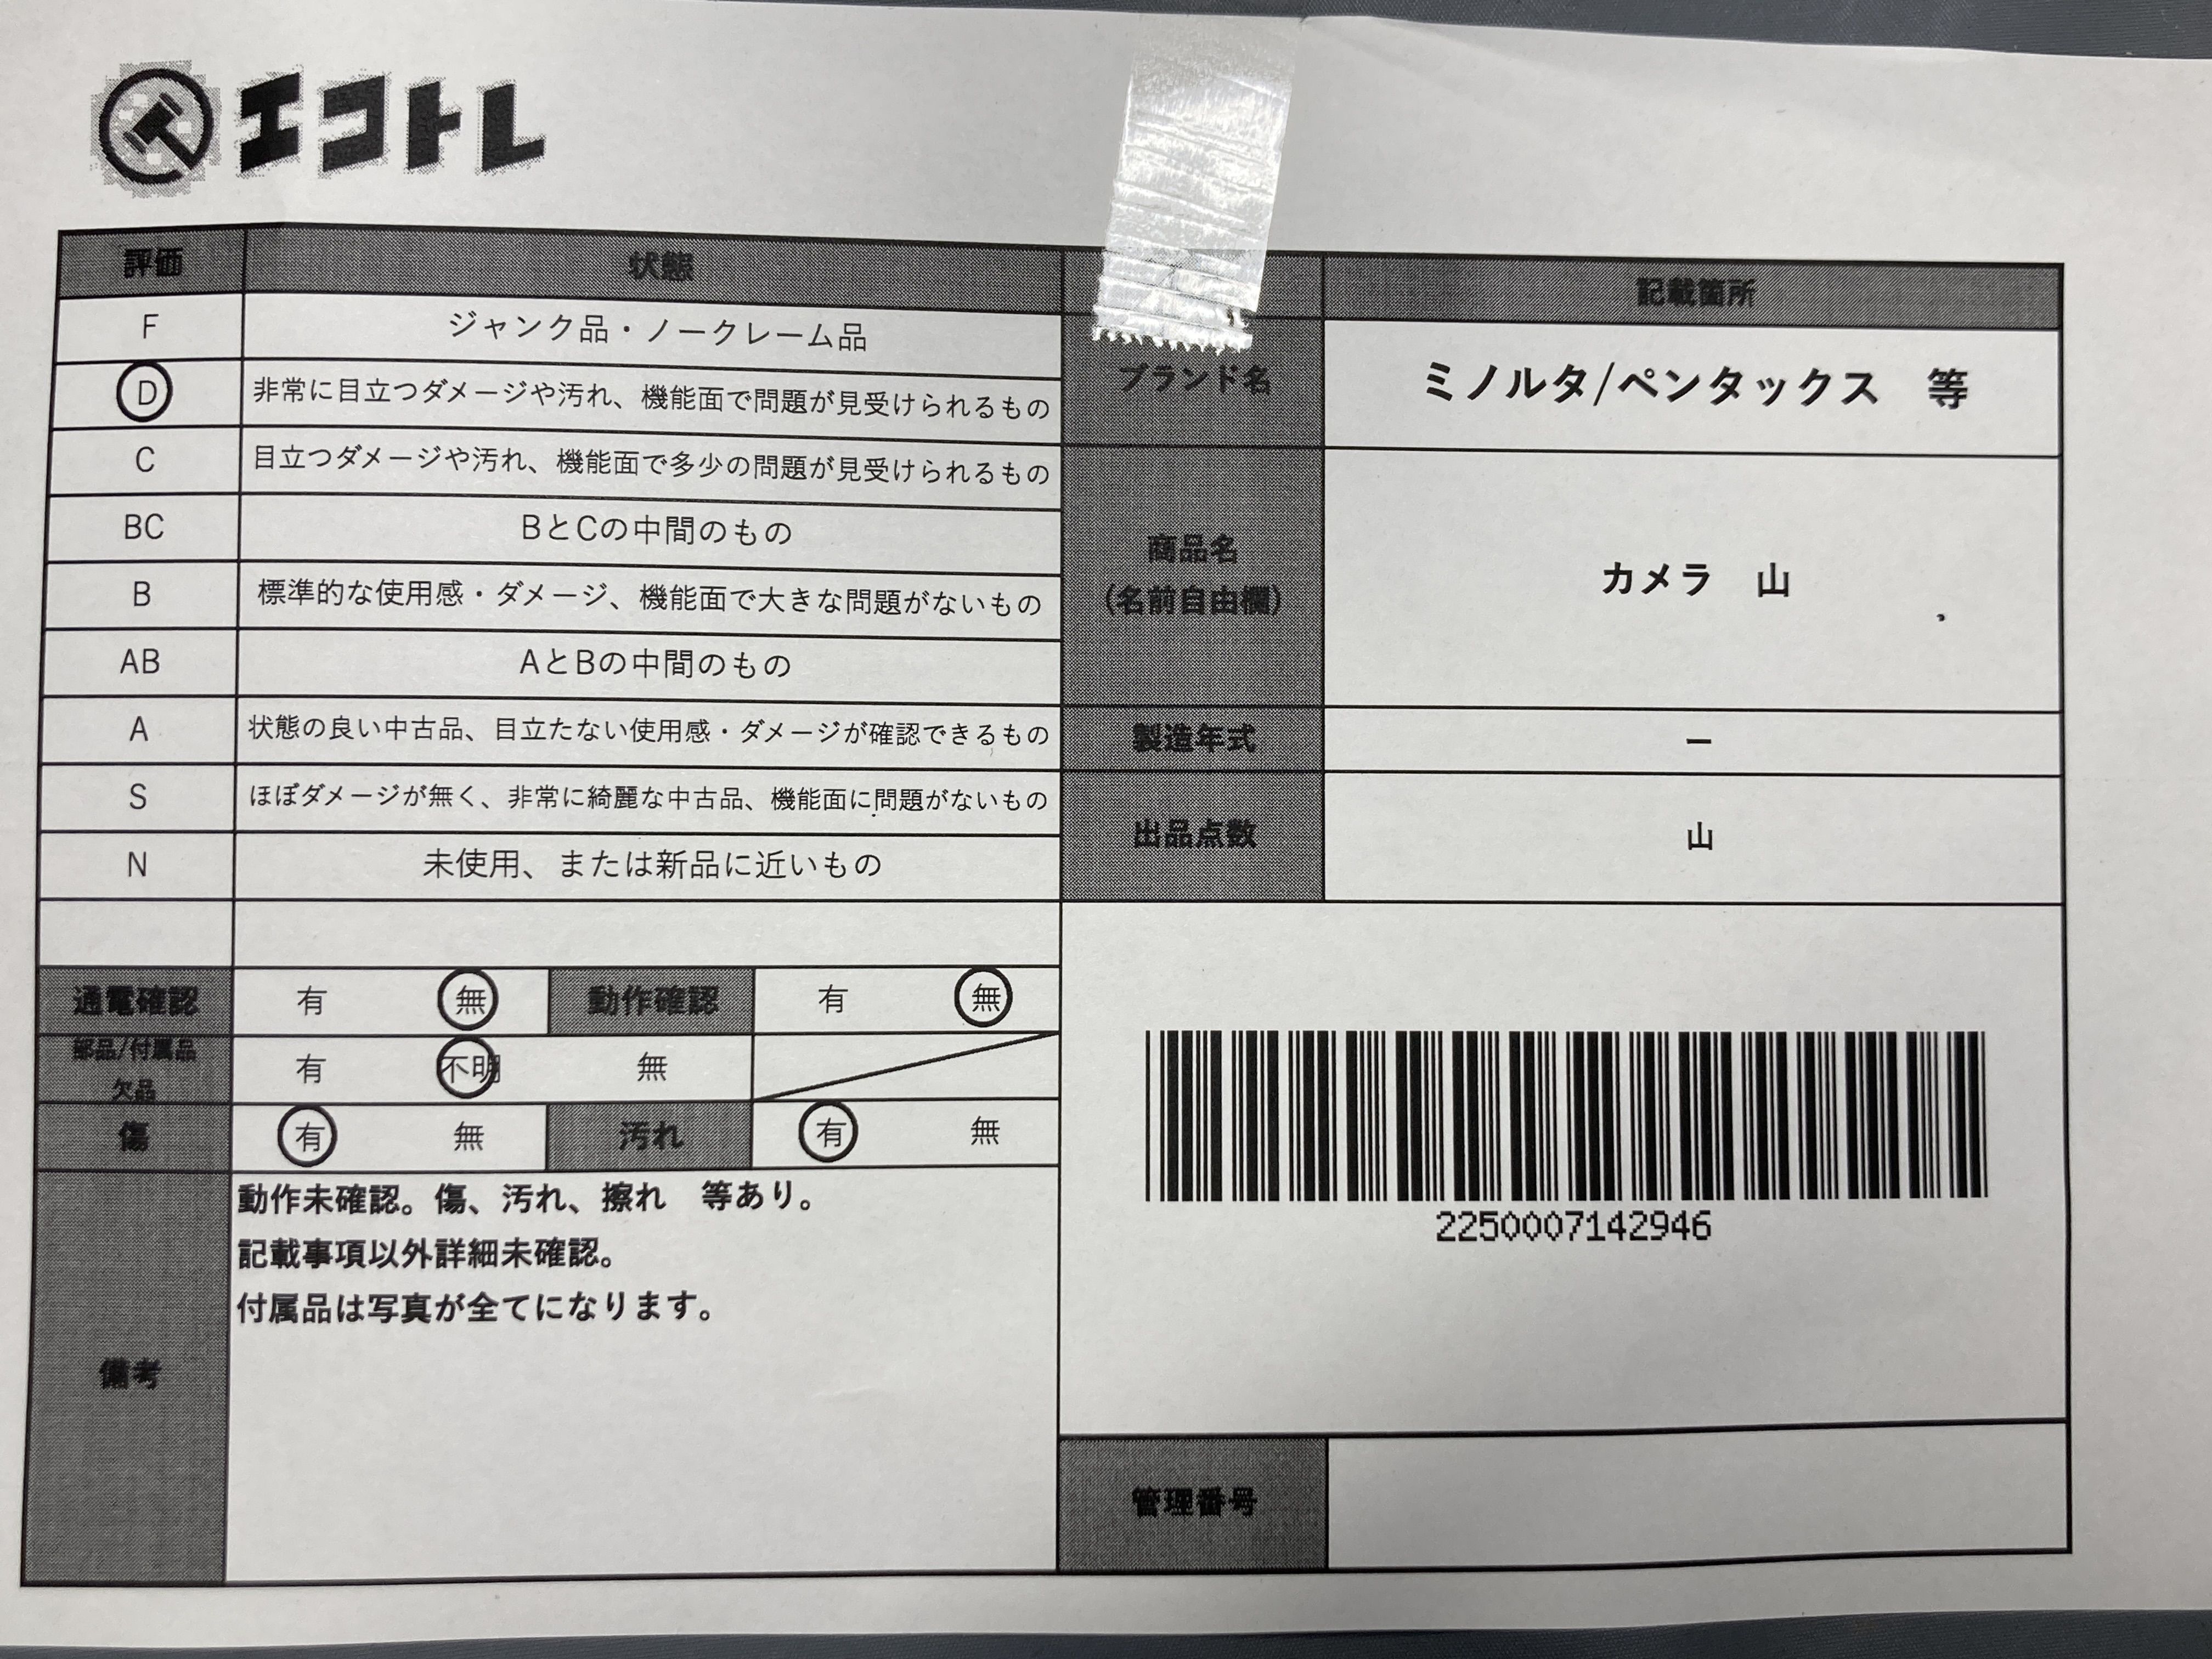 エコトレ
評価 状態
F ジャンク品・ノークレーム品
D 非常に目立つダメージや汚れ、機能面で問題が見受けられるもの
C 目立つダメージや汚れ、機能面で多少の問題が見受けられるもの
BC BとCの中間のもの
B 標準的な使用感・ダメージ、機能面で大きな問題がないもの
AB AとBの中間のもの
A 状態の良い中古品、目立たない使用感・ダメージが確認できるもの
S ほぼダメージが無く、非常に綺麗な中古品、機能面に問題がないもの
N 未使用、または新品に近いもの
通電確認 有 無 動作確認 有 無
部品/付属品
欠品
有 不明 無
傷 有 無 汚れ 有 無
備考
動作未確認。傷、汚れ、擦れ　等あり。
記載事項以外詳細未確認。
付属品は写真が全てになります。
記載箇所
ブランド名 ミノルタ/ペンタックス　等
商品名
(名前自由欄)
カメラ　山
製造年式 ー
出品点数 山
2250007142946
管理番号